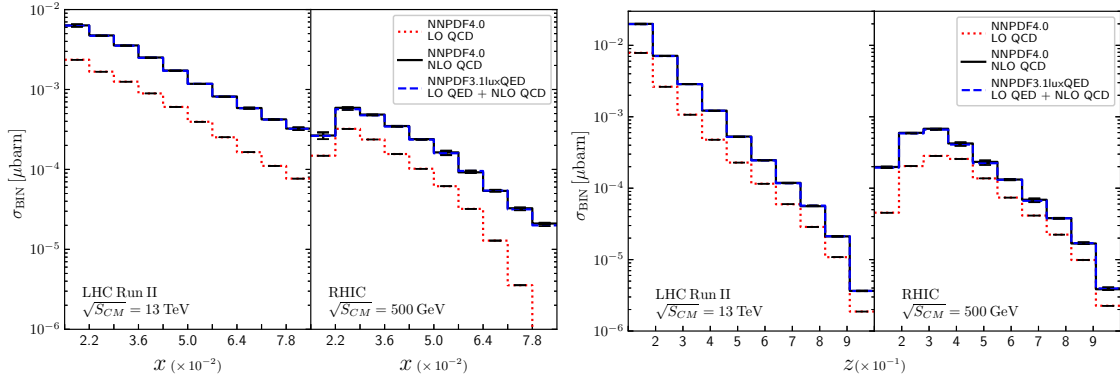 10⁻²
10⁻³
10⁻⁴
10⁻⁵
10⁻⁶
σBIN [μbarn]
NNPDF4.0
LO QCD
NNPDF4.0
NLO QCD
NNPDF3.1luxQED
LO QED + NLO QCD
LHC Run II
√S_CM = 13 TeV
RHIC
√S_CM = 500 GeV
2.2 3.6 5.0 6.4 7.8 2.2 3.6 5.0 6.4 7.8
x (×10⁻²) x (×10⁻²)
10⁻²
10⁻³
10⁻⁴
10⁻⁵
10⁻⁶
σBIN [μbarn]
NNPDF4.0
LO QCD
NNPDF4.0
NLO QCD
NNPDF3.1luxQED
LO QED + NLO QCD
LHC Run II
√S_CM = 13 TeV
RHIC
√S_CM = 500 GeV
2 3 4 5 6 7 8 9 2 3 4 5 6 7 8 9
z(×10⁻¹)